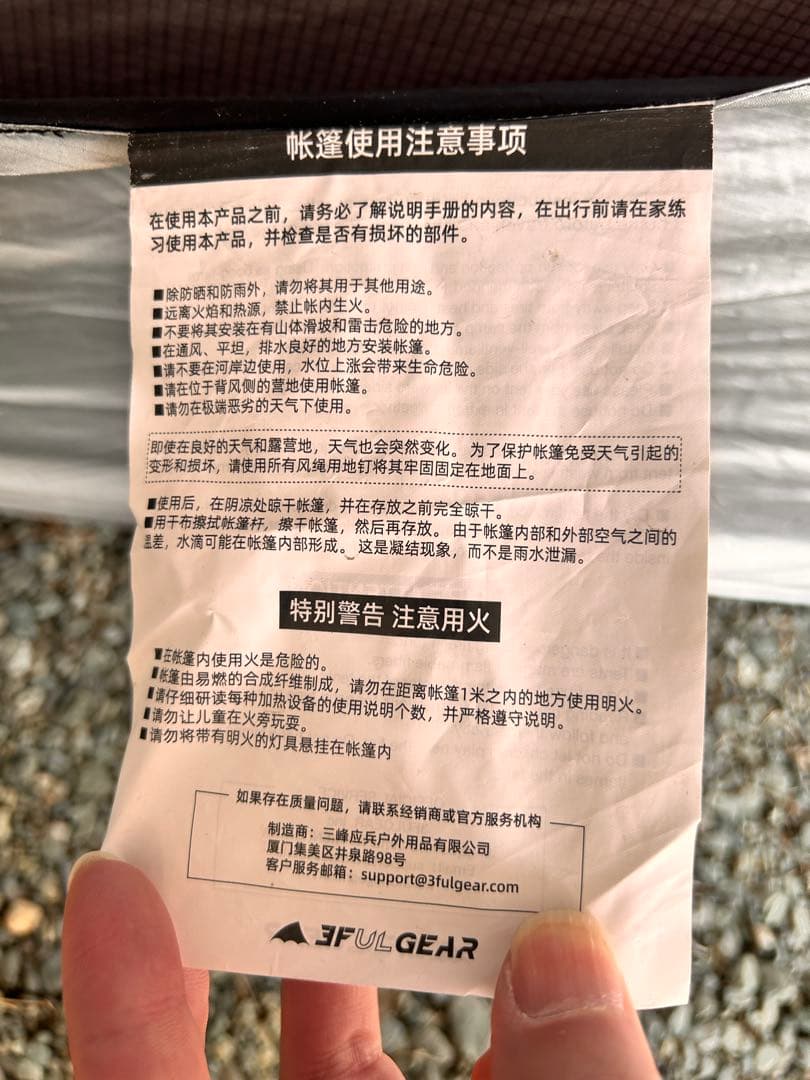 帐篷使用注意事项
在使用本产品之前，请务必了解说明手册的内容，在出行前请在家练
习使用本产品，并检查是否有损坏的部件。
■除防晒和防雨外，请勿将其用于其他用途。
■远离火焰和热源，禁止帐内生火。
■不要将其安装在有山体滑坡和雷击危险的地方。
■在通风、平坦，排水良好的地方安装帐篷。
■请不要在河岸边使用，水位上涨会带来生命危险。
■请在位于背风侧的营地使用帐篷。
■请勿在极端恶劣的天气下使用。
即使在良好的天气和露营地，天气也会突然变化。为了保护帐篷免受天气引起的
变形和损坏，请使用所有风绳用地钉将其牢固固定在地面上。
■使用后，在阴凉处晾干帐篷，并在存放之前完全晾干。
■用干布擦拭帐篷杆，擦干帐篷，然后再存放。由于帐篷内部和外部空气之间的
温差，水滴可能在帐篷内部形成。这是凝结现象，而不是雨水泄漏。
特别警告 注意用火
■在帐篷内使用火是危险的。
■帐篷由易燃的合成纤维制成，请勿在距离帐篷1米之内的地方使用明火。
■请仔细研读每种加热设备的使用说明个数，并严格遵守说明。
■请勿让儿童在火旁玩耍。
■请勿将带有明火的灯具悬挂在帐篷内
如果存在质量问题，请联系经销商或官方服务机构
制造商：三峰应兵户外用品有限公司
厦门集美区井泉路98号
客户服务邮箱：support@3fulgear.com
3FULGEAR